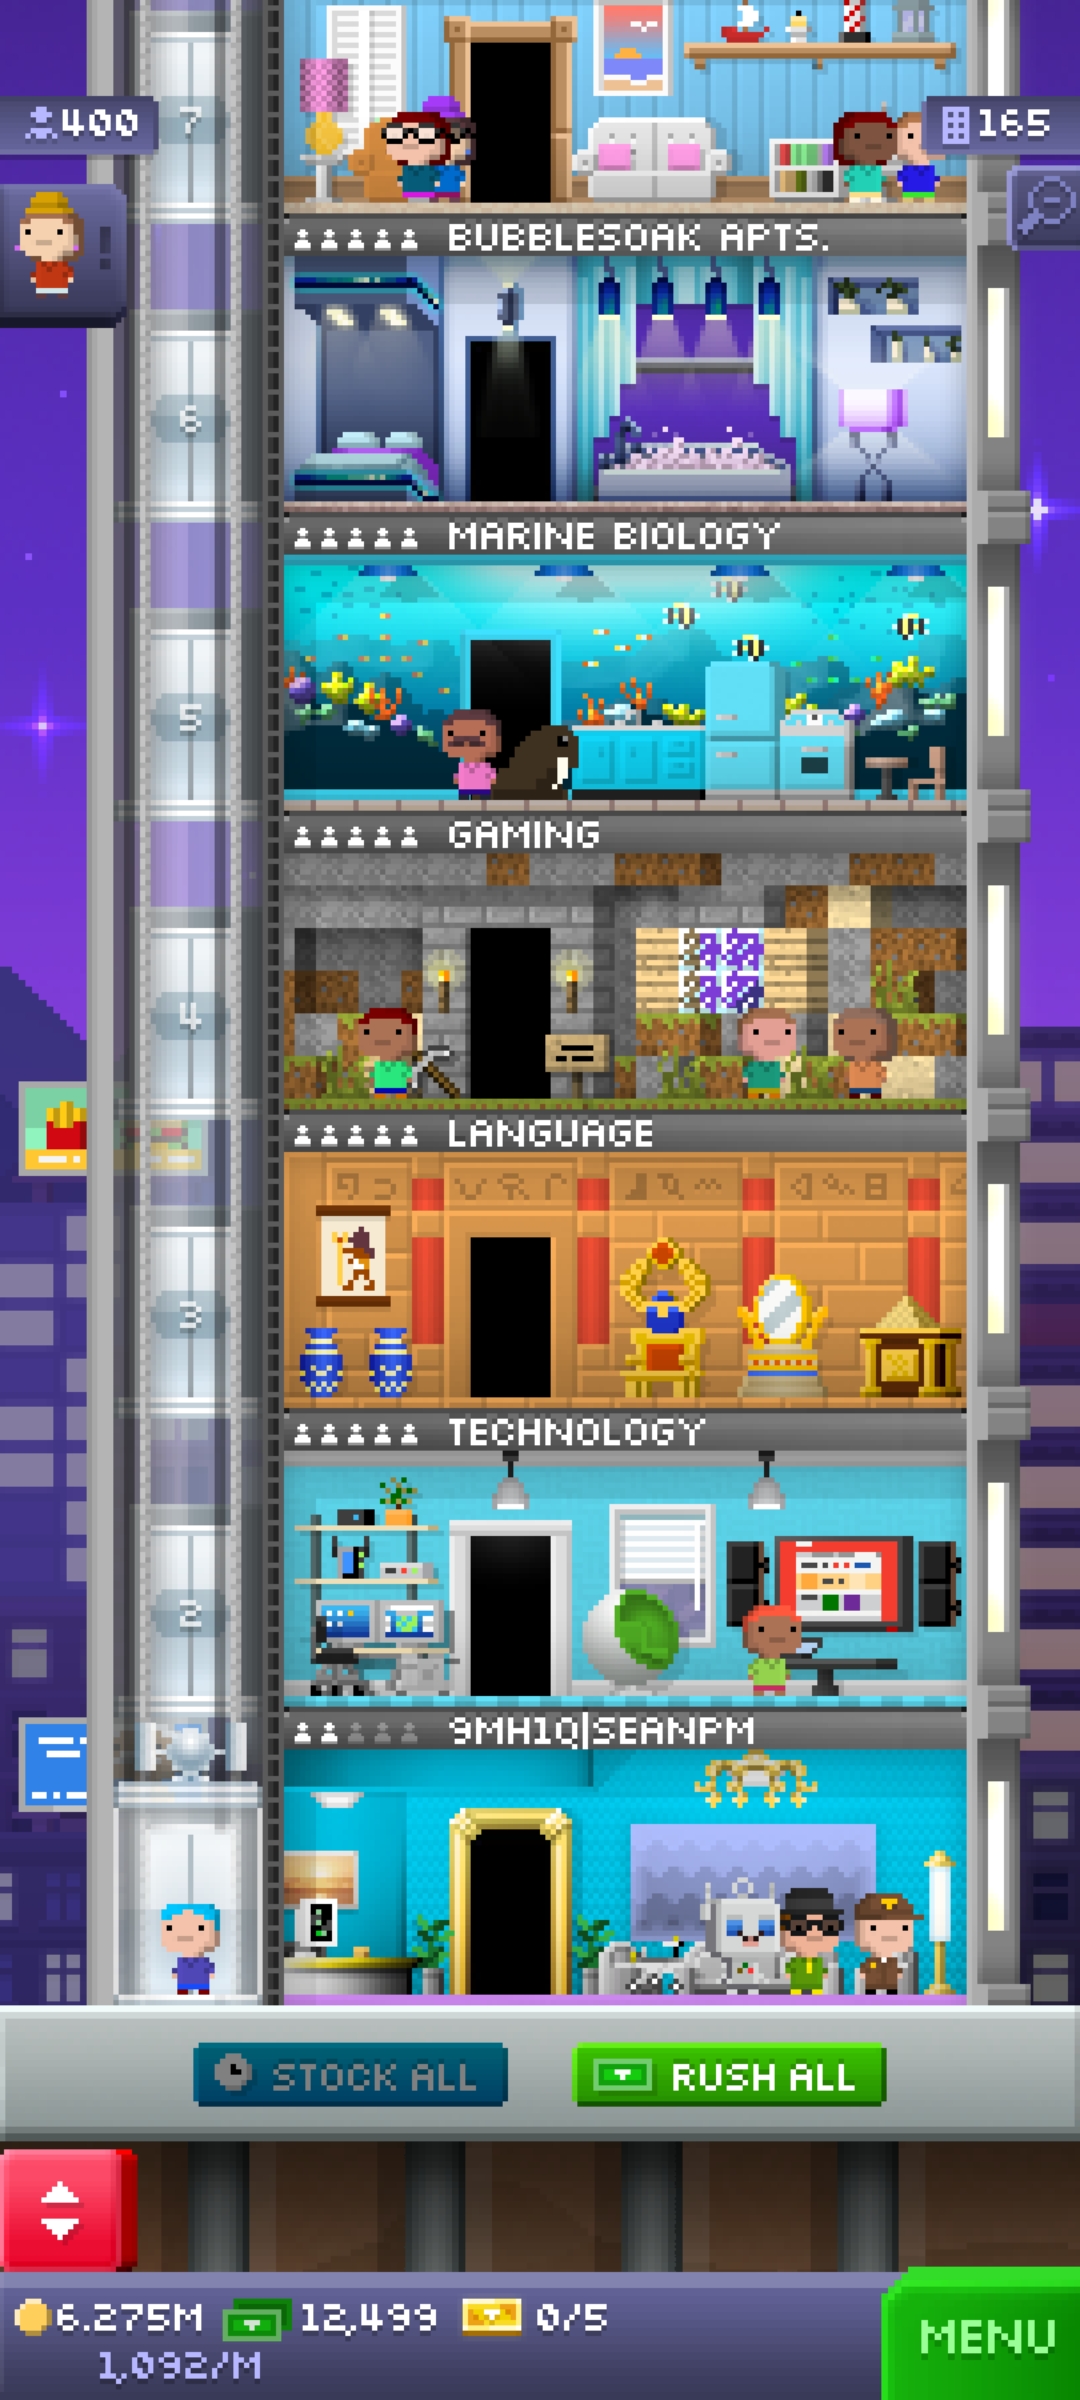 7
400
165
!
BUBBLESOAK APTS.
6
MARINE BIOLOGY
5
GAMING
4
LANGUAGE
3
TECHNOLOGY
2
9MH1Q|SEANPM
STOCK ALL
RUSH ALL
6.275M 12,499 0/5
1,092/M
MENU